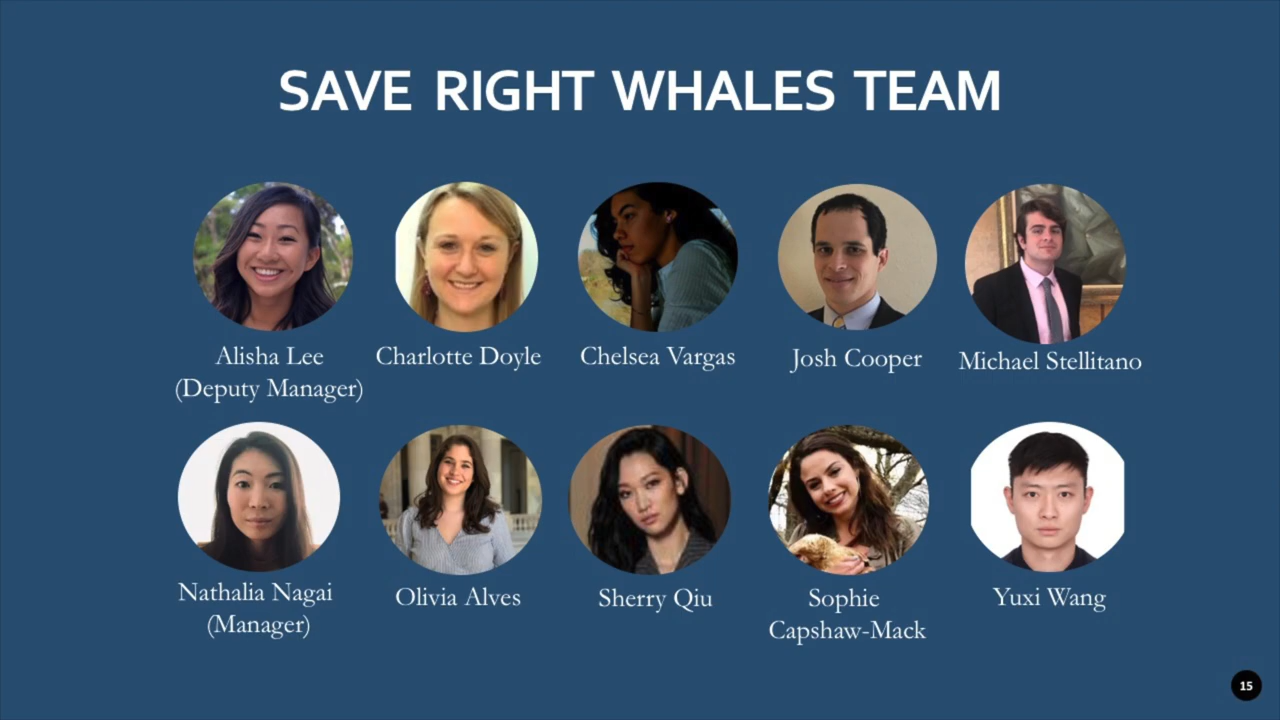 SAVE RIGHT WHALES TEAM
Alisha Lee
(Deputy Manager)
Charlotte Doyle
Chelsea Vargas
Josh Cooper
Michael Stellitano
Nathalia Nagai
(Manager)
Olivia Alves
Sherry Qiu
Sophie
Capshaw-Mack
Yuxi Wang
15